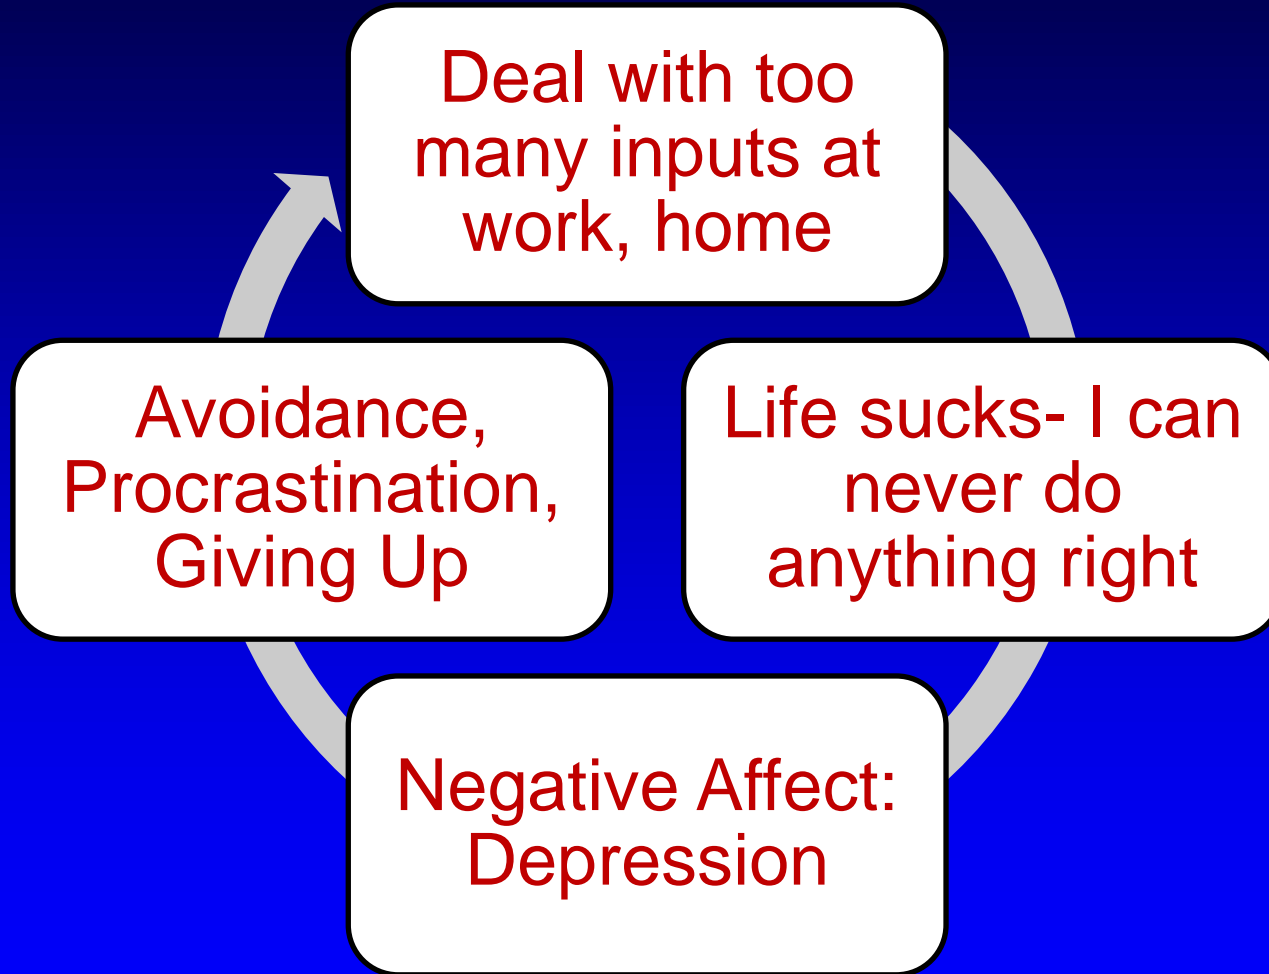 Deal with too
many inputs at
work, home
Life sucks- I can
never do
anything right
Negative Affect:
Depression
Avoidance,
Procrastination,
Giving Up